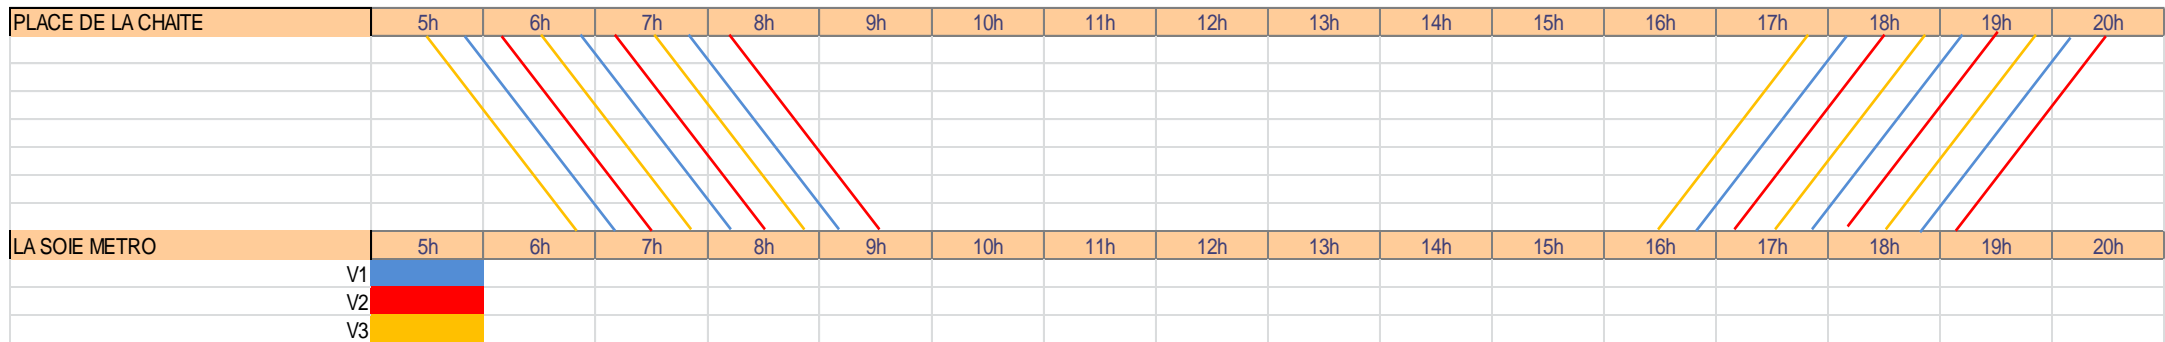 PLACE DE LA CHAITE 5h 6h 7h 8h 9h 10h 11h 12h 13h 14h 15h 16h 17h 18h 19h 20h
LA SOIE METRO 5h 6h 7h 8h 9h 10h 11h 12h 13h 14h 15h 16h 17h 18h 19h 20h
V1
V2
V3